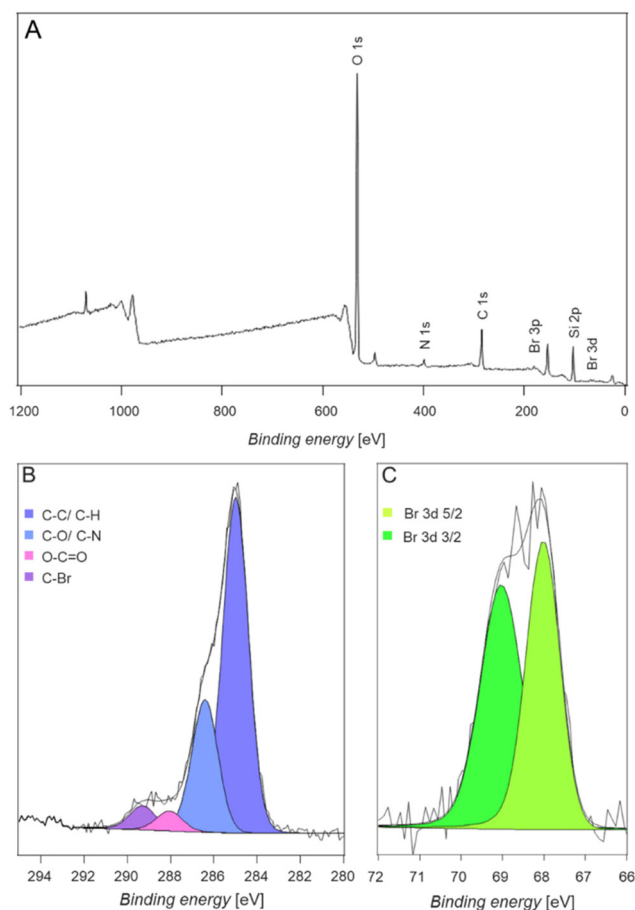 A
O 1s
N 1s
C 1s
Br 3p
Si 2p
Br 3d
1200 1000 800 600 400 200 0
Binding energy [eV]
B
C-C/ C-H
C-O/ C-N
O-C=O
C-Br
294 292 290 288 286 284 282 280
Binding energy [eV]
C
Br 3d 5/2
Br 3d 3/2
72 71 70 69 68 67 66
Binding energy [eV]